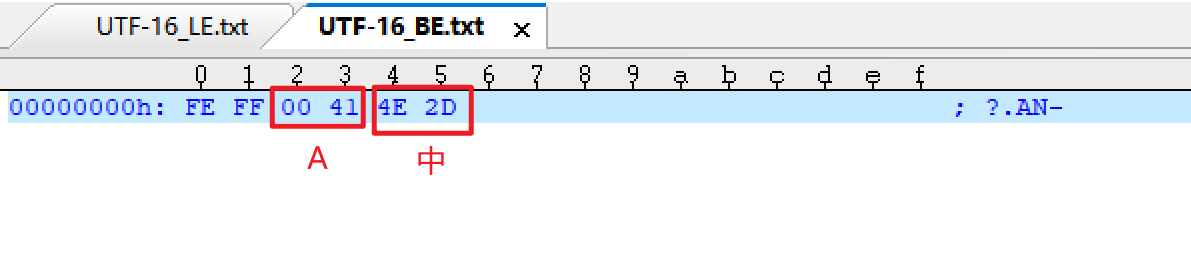 UTF-16_LE.txt UTF-16_BE.txt ×
0 1 2 3 4 5 6 7 8 9 a b c d e f
00000000h: FE FF 00 41 4E 2D ; ?.AN-
A 中